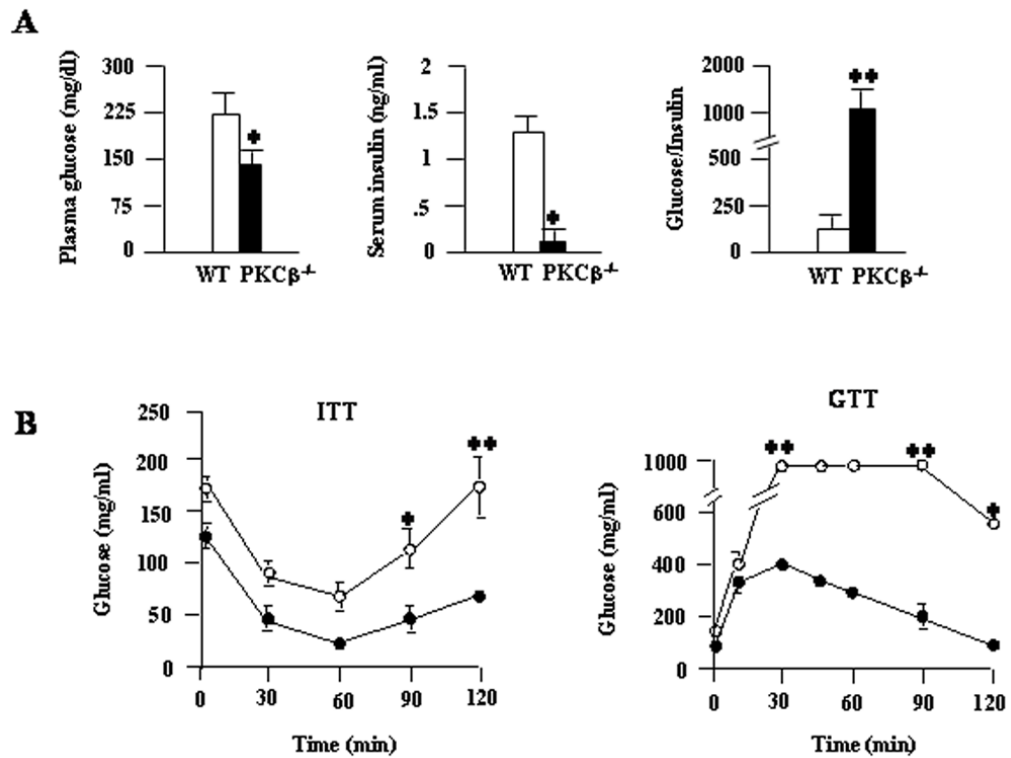 A
Plasma glucose (mg/dl)
300
225
150
75
0
WT PKCβ-/-
Serum insulin (ng/ml)
2
1.5
1
.5
0
WT PKCβ-/-
Glucose/Insulin
2000
1000
500
250
0
WT PKCβ-/-
B
ITT
Glucose (mg/ml)
250
200
150
100
50
0
0 30 60 90 120
Time (min)
GTT
Glucose (mg/ml)
1000
600
400
200
0
0 30 60 90 120
Time (min)